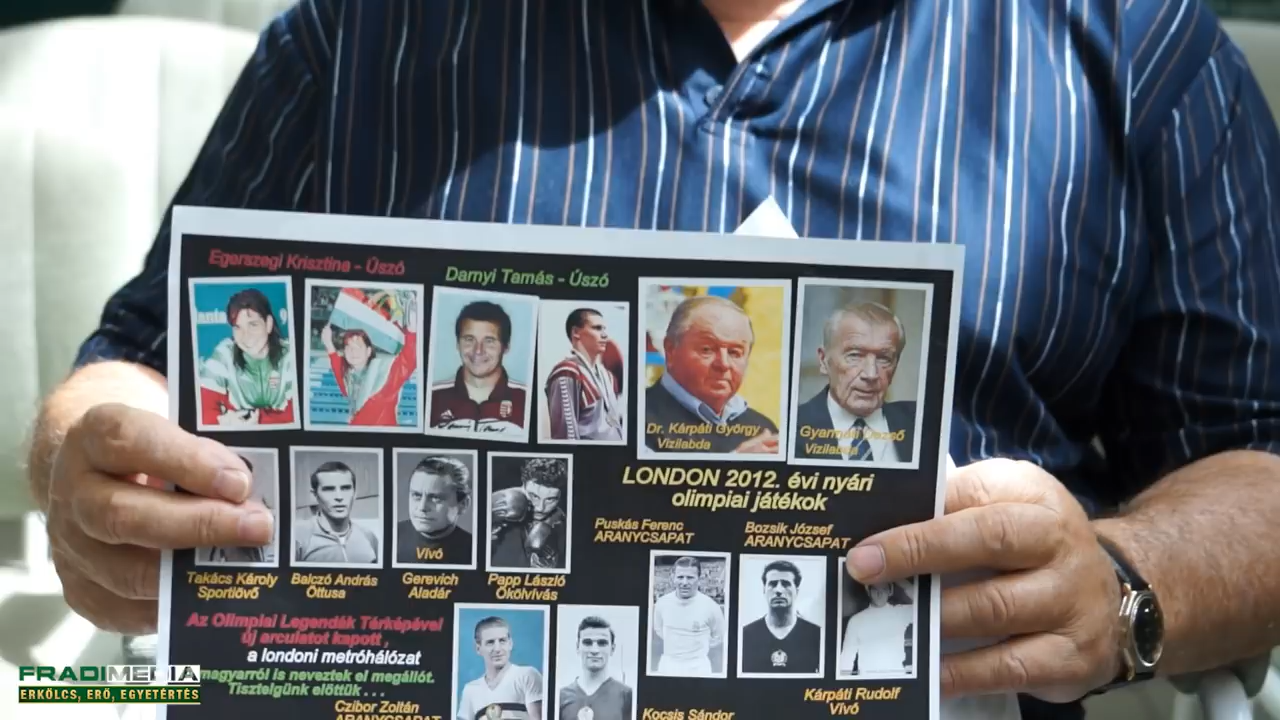 Egerszegi Krisztina - Úszó
Darnyi Tamás - Úszó
Dr. Kárpáti György
Vizilabda
Gyarmati Dezső
Vizilabda
LONDON 2012. évi nyári
olimpiai játékok
Puskás Ferenc
ARANYCSAPAT
Bozsik József
ARANYCSAPAT
Vívó
Takács Károly
Sportlövő
Balczó András
Öttusa
Gerevich
Aladár
Papp László
Ökölvívás
Az Olimpiai Legendák Térképével
új arculatot kapott ,
a londoni metróhálózat
magyarról is neveztek el megállót.
Tisztelgünk előttük . . .
Czibor Zoltán
ARANYCSAPAT
Kocsis Sándor
Kárpáti Rudolf
Vívó
FRADIMEDIA
ERKÖLCS, ERŐ, EGYETÉRTÉS